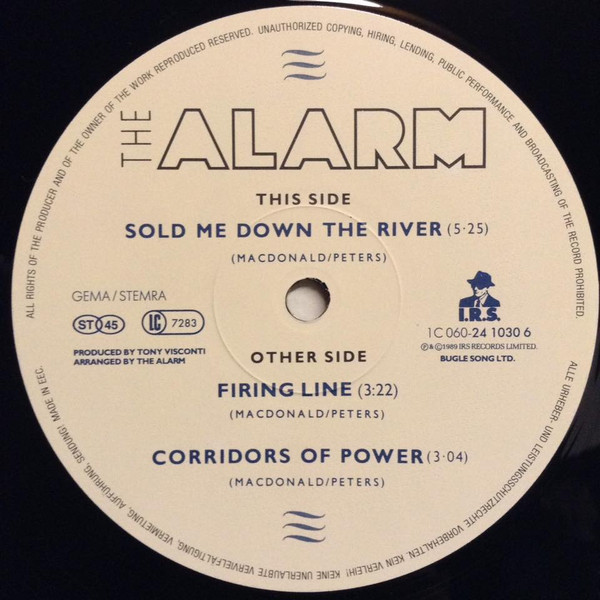 ALL RIGHTS OF THE PRODUCER AND OF THE OWNER OF THE WORK REPRODUCED RESERVED. UNAUTHORIZED COPYING, HIRING, LENDING, PUBLIC PERFORMANCE AND BROADCASTING OF THE RECORD PROHIBITED.
THE ALARM
THIS SIDE
SOLD ME DOWN THE RIVER (5·25)
(MACDONALD/PETERS)
GEMA/STEMRA
ST 45
LC 7283
PRODUCED BY TONY VISCONTI
ARRANGED BY THE ALARM
I.R.S.
1C 060-24 1030 6
℗&©1989 IRS RECORDS LIMITED.
BUGLE SONG LTD.
OTHER SIDE
FIRING LINE (3:22)
(MACDONALD/PETERS)
CORRIDORS OF POWER (3·04)
(MACDONALD/PETERS)
ALLE URHEBER- UND LEISTUNGSSCHUTZRECHTE VORBEHALTEN. KEIN VERLEIH! KEINE UNERLAUBTE VERVIELFÄLTIGUNG, VERMIETUNG, AUFFÜHRUNG, SENDUNG! MADE IN EEC.